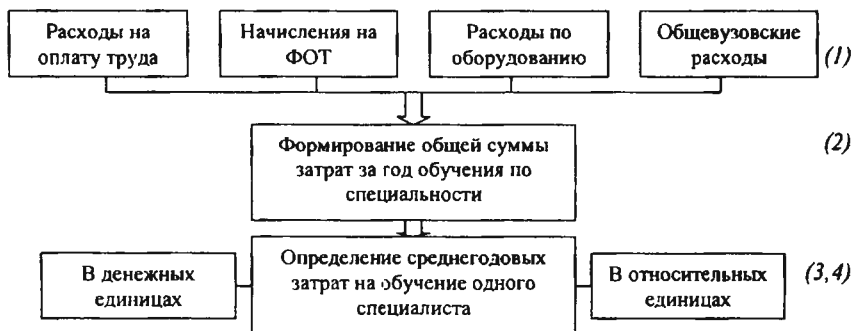 Расходы на
оплату труда
Начисления на
ФОТ
Расходы по
оборудованию
Общевузовские
расходы
(1)
Формирование общей суммы
затрат за год обучения по
специальности
(2)
В денежных
единицах
Определение среднегодовых
затрат на обучение одного
специалиста
В относительных
единицах
(3,4)